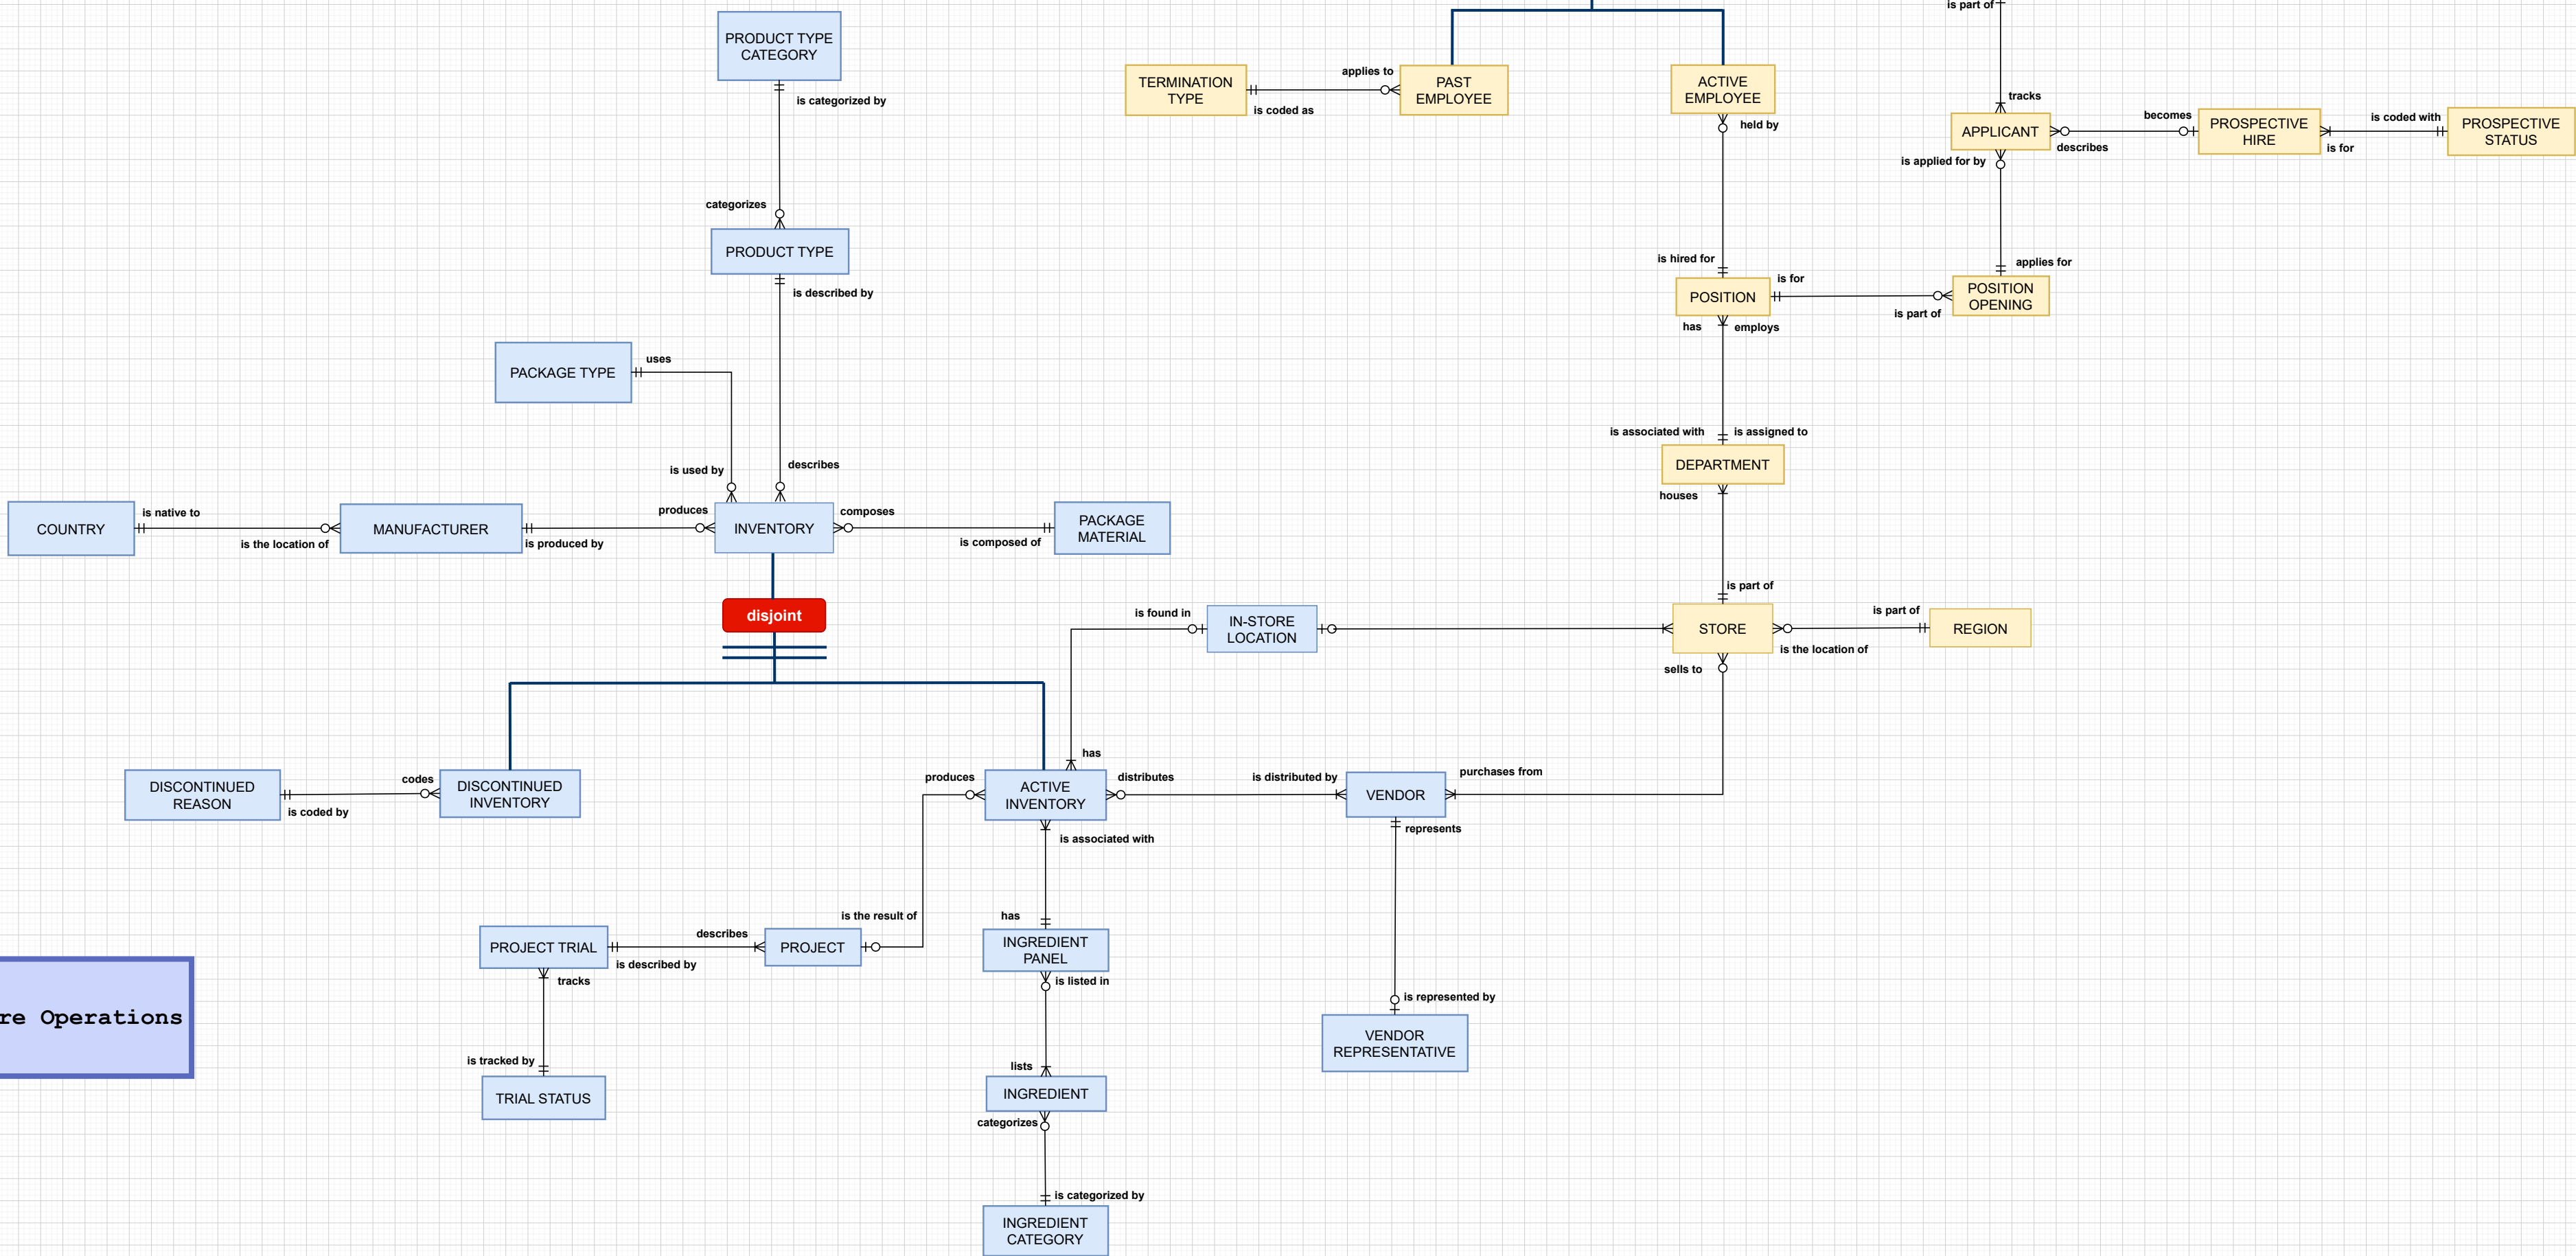 is part of
PRODUCT TYPE
CATEGORY
is categorized by
categorizes
PRODUCT TYPE
is described by
TERMINATION
TYPE
applies to
is coded as
PAST
EMPLOYEE
ACTIVE
EMPLOYEE
held by
tracks
APPLICANT
is applied for by
becomes
describes
PROSPECTIVE
HIRE
is coded with
is for
PROSPECTIVE
STATUS
is hired for
POSITION
is for
is part of
applies for
POSITION
OPENING
has
employs
PACKAGE TYPE
uses
is used by
describes
is associated with
is assigned to
DEPARTMENT
houses
COUNTRY
is native to
is the location of
MANUFACTURER
produces
is produced by
INVENTORY
composes
is composed of
PACKAGE
MATERIAL
disjoint
is found in
IN-STORE
LOCATION
is part of
STORE
is part of
is the location of
REGION
sells to
DISCONTINUED
REASON
codes
is coded by
DISCONTINUED
INVENTORY
produces
has
ACTIVE
INVENTORY
distributes
is distributed by
VENDOR
purchases from
is associated with
represents
PROJECT TRIAL
describes
is described by
PROJECT
is the result of
has
INGREDIENT
PANEL
is listed in
tracks
is represented by
VENDOR
REPRESENTATIVE
re Operations
is tracked by
TRIAL STATUS
lists
INGREDIENT
categorizes
is categorized by
INGREDIENT
CATEGORY